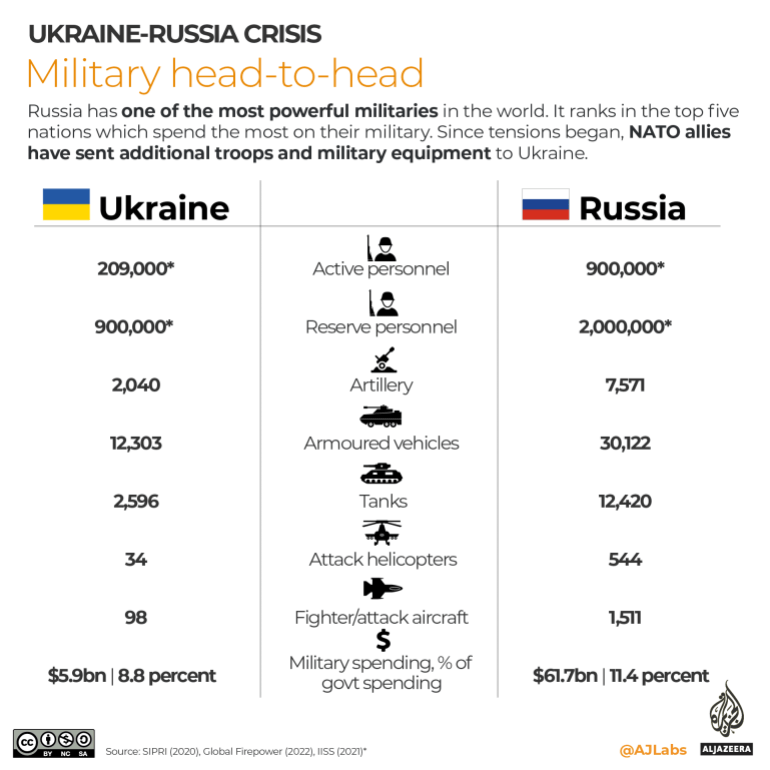 UKRAINE-RUSSIA CRISIS
Military head-to-head
Russia has one of the most powerful militaries in the world. It ranks in the top five
nations which spend the most on their military. Since tensions began, NATO allies
have sent additional troops and military equipment to Ukraine.
Ukraine Russia
209,000* Active personnel 900,000*
900,000* Reserve personnel 2,000,000*
2,040 Artillery 7,571
12,303 Armoured vehicles 30,122
2,596 Tanks 12,420
34 Attack helicopters 544
98 Fighter/attack aircraft 1,511
$
$5.9bn | 8.8 percent Military spending, % of govt spending $61.7bn | 11.4 percent
cc BY NC SA
Source: SIPRI (2020), Global Firepower (2022), IISS (2021)*
@AJLabs ALJAZEERA